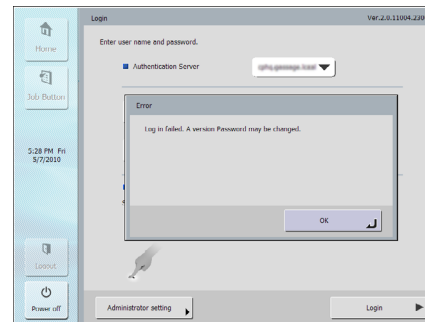 Login
Ver.2.0.11004.230
Home
Job Button
5:28 PM Fri
5/7/2010
Logout
Power off
Enter user name and password.
Authentication Server
Error
Log in failed. A version Password may be changed.
OK
Administrator setting
Login